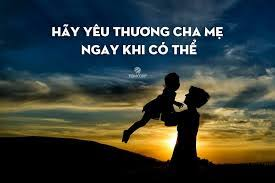 HÃY YÊU THƯƠNG CHA MẸ
NGAY KHI CÓ THỂ